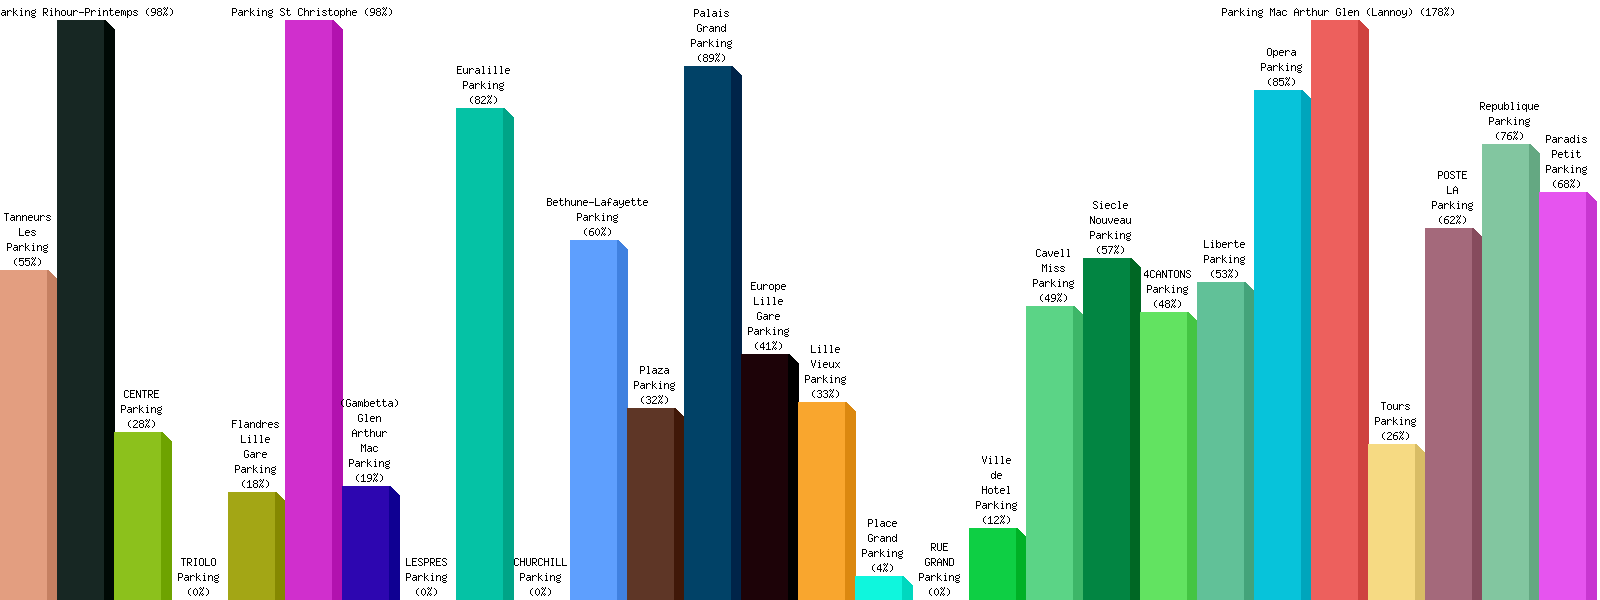 arking Rihour-Printemps (98%)
Parking St Christophe (98%)
Palais
Grand
Parking
(89%)
Parking Mac Arthur Glen (Lannoy) (178%)
Opera
Parking
(85%)
Euralille
Parking
(82%)
Republique
Parking
(76%)
Paradis
Petit
Parking
(68%)
POSTE
LA
Parking
(62%)
Bethune-Lafayette
Parking
(60%)
Siecle
Nouveau
Parking
(57%)
Tanneurs
Les
Parking
(55%)
Liberte
Parking
(53%)
Cavell
Miss
Parking
(49%)
4CANTONS
Parking
(48%)
Europe
Lille
Gare
Parking
(41%)
Lille
Vieux
Parking
(33%)
Plaza
Parking
(32%)
CENTRE
Parking
(28%)
(Gambetta)
Glen
Arthur
Mac
Parking
(19%)
Tours
Parking
(26%)
Flandres
Lille
Gare
Parking
(18%)
Ville
de
Hotel
Parking
(12%)
Place
Grand
Parking
(4%)
RUE
GRAND
Parking
(0%)
TRIOLO
Parking
(0%)
LESPRES
Parking
(0%)
CHURCHILL
Parking
(0%)